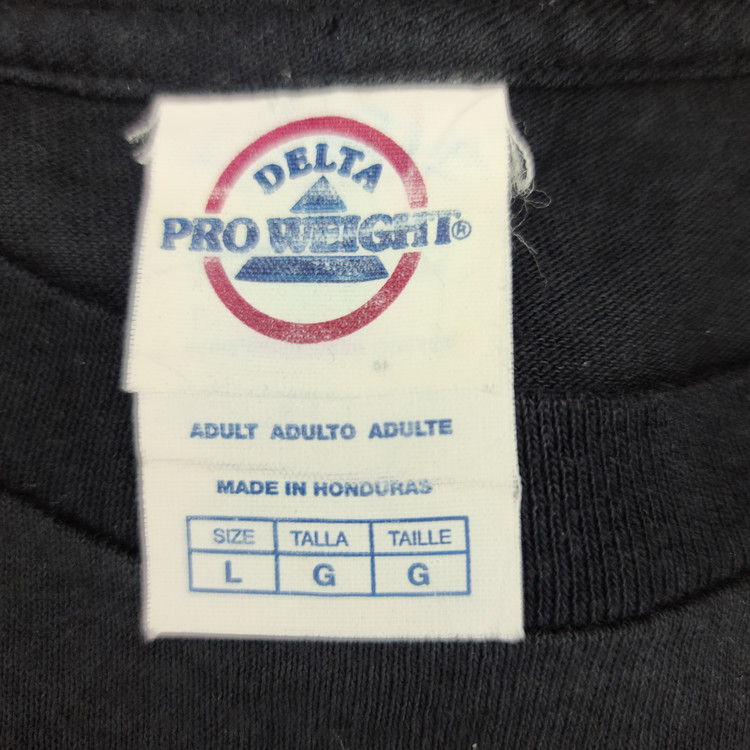 DELTA
PRO WEIGHT®
ADULT ADULTO ADULTE
MADE IN HONDURAS
SIZE TALLA TAILLE
L G G